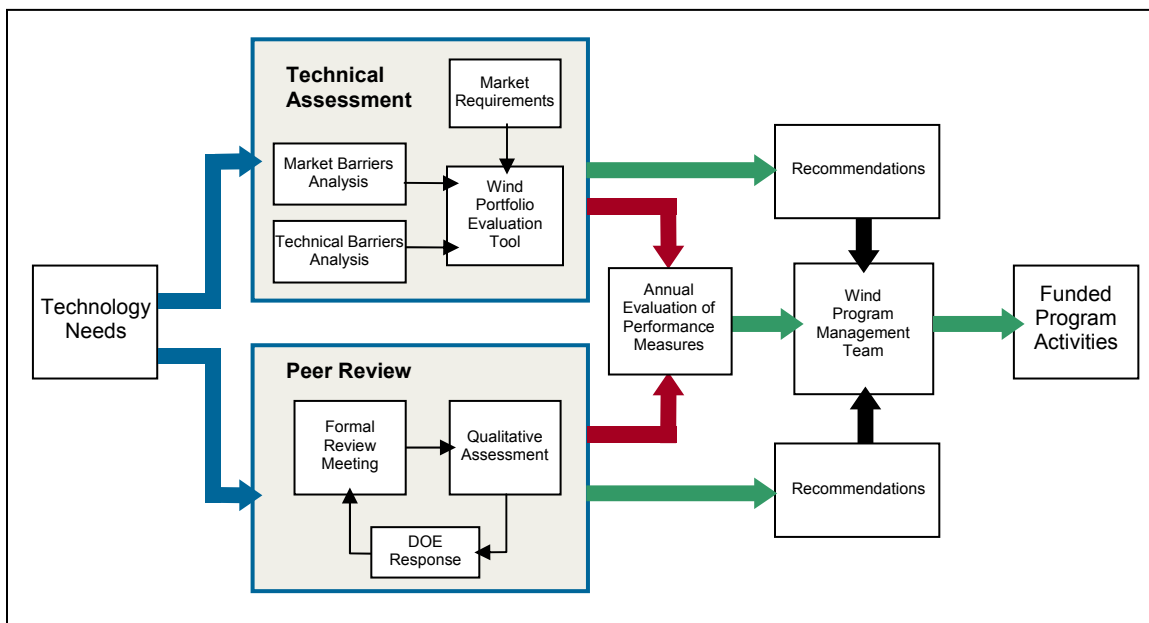 Technology
Needs
Technical
Assessment
Market
Requirements
Market Barriers
Analysis
Technical Barriers
Analysis
Wind
Portfolio
Evaluation
Tool
Peer Review
Formal
Review
Meeting
Qualitative
Assessment
DOE
Response
Annual
Evaluation of
Performance
Measures
Recommendations
Wind
Program
Management
Team
Recommendations
Funded
Program
Activities